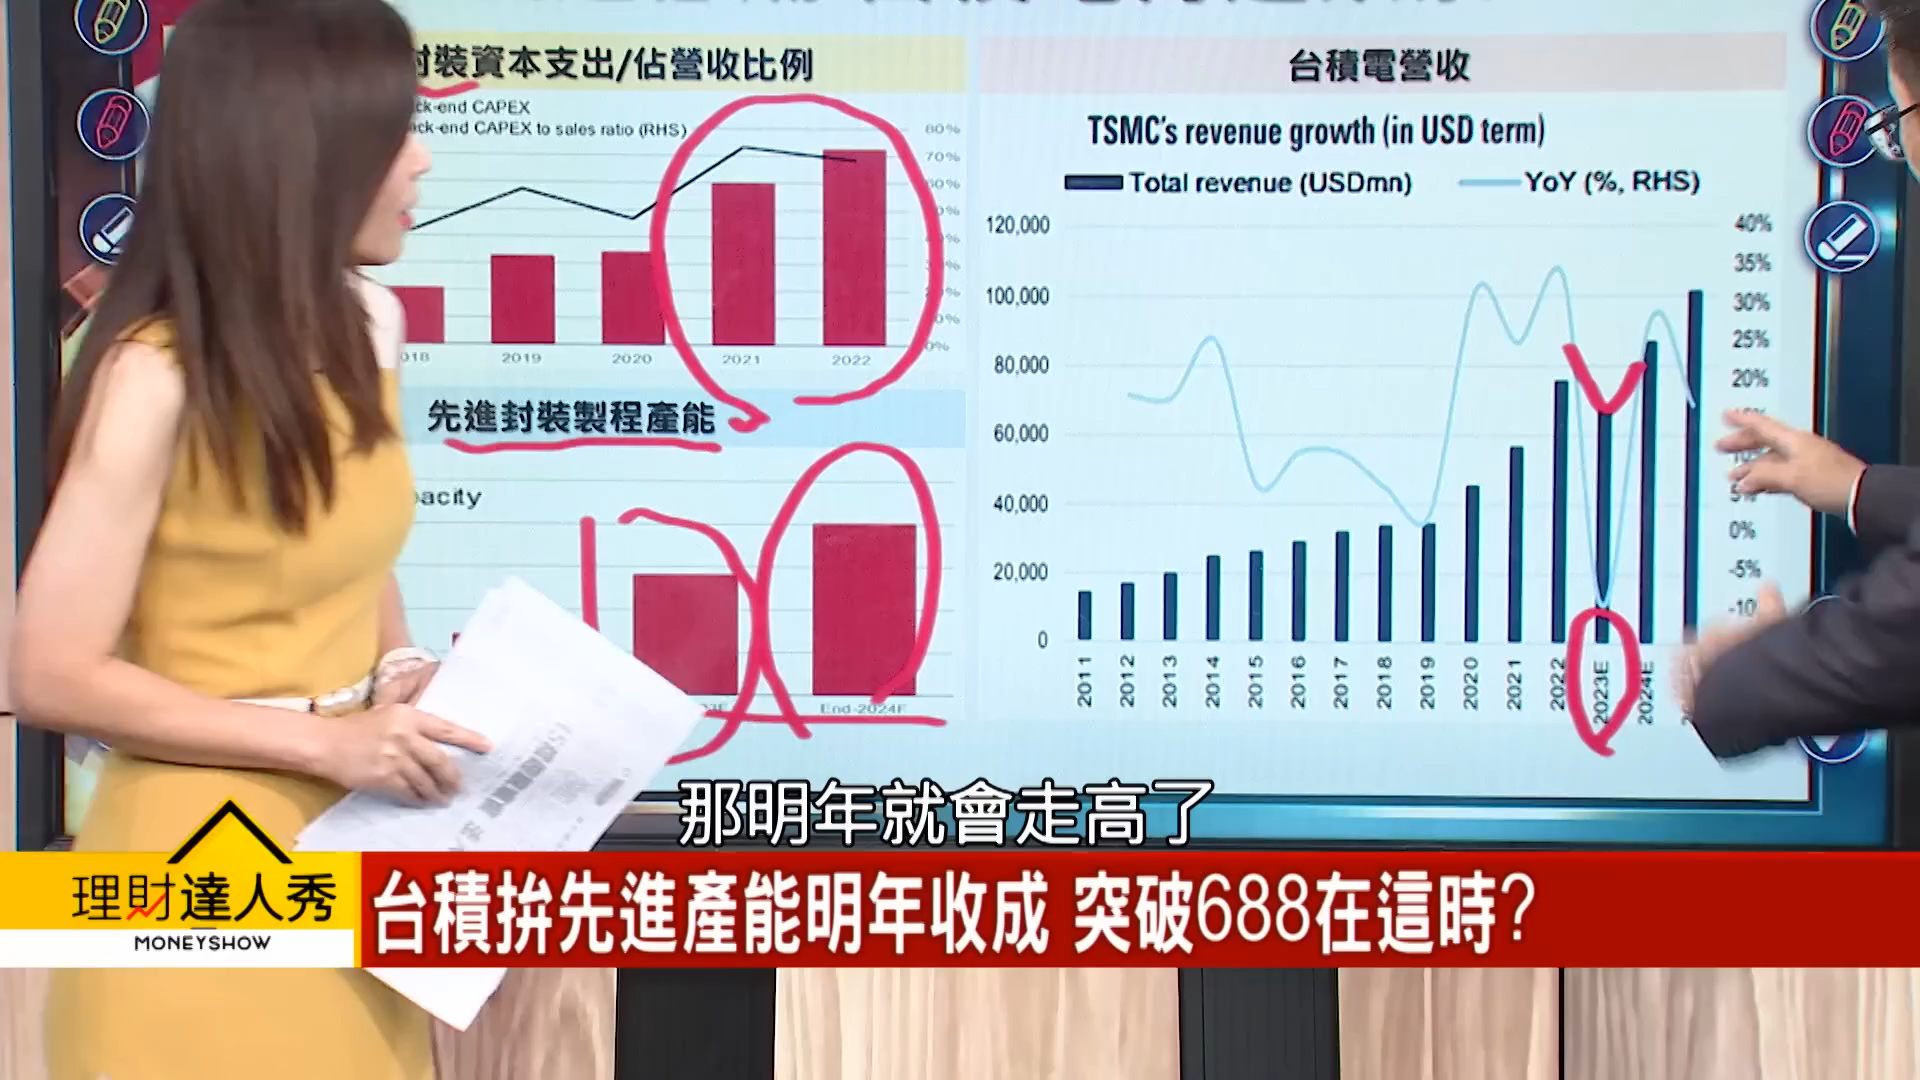 封裝資本支出/佔營收比例
ck-end CAPEX
ack-end CAPEX to sales ratio (RHS)
80%
70%
60%
0%
018
2019
2020
2021
2022
先進封裝製程產能
acity
End-2024F
台積電營收
TSMC's revenue growth (in USD term)
Total revenue (USDmn)
YoY (%, RHS)
120,000
100,000
80,000
60,000
40,000
20,000
0
40%
35%
30%
25%
20%
5%
0%
-5%
-10
2011
2012
2013
2014
2015
2016
2017
2018
2019
2020
2021
2022
2023E
2024E
那明年就會走高了
理財達人秀
MONEYSHOW
台積拚先進產能明年收成 突破688在這時?